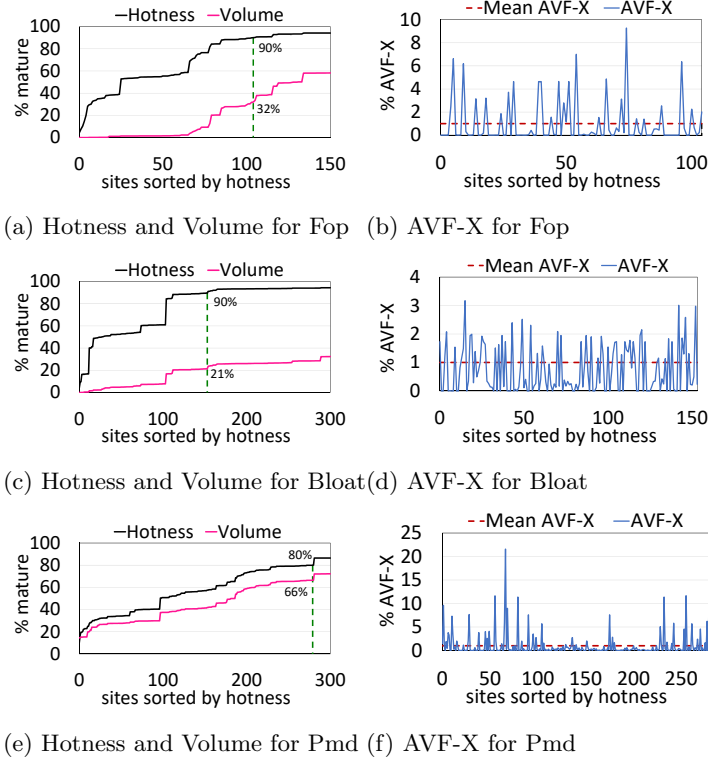 Hotness Volume
% mature
100
80
60
40
20
0
90%
32%
0 50 100 150
sites sorted by hotness
Mean AVF-X AVF-X
% AVF-X
10
8
6
4
2
0
0 50 100
sites sorted by hotness
(a) Hotness and Volume for Fop (b) AVF-X for Fop
Hotness Volume
% mature
100
80
60
40
20
0
90%
21%
0 100 200 300
sites sorted by hotness
Mean AVF-X AVF-X
% AVF-X
4
3
2
1
0
0 50 100 150
sites sorted by hotness
(c) Hotness and Volume for Bloat (d) AVF-X for Bloat
Hotness Volume
% mature
100
80
60
40
20
0
80%
66%
0 100 200 300
sites sorted by hotness
Mean AVF-X AVF-X
% AVF-X
25
20
15
10
5
0
0 50 100 150 200 250
sites sorted by hotness
(e) Hotness and Volume for Pmd (f) AVF-X for Pmd